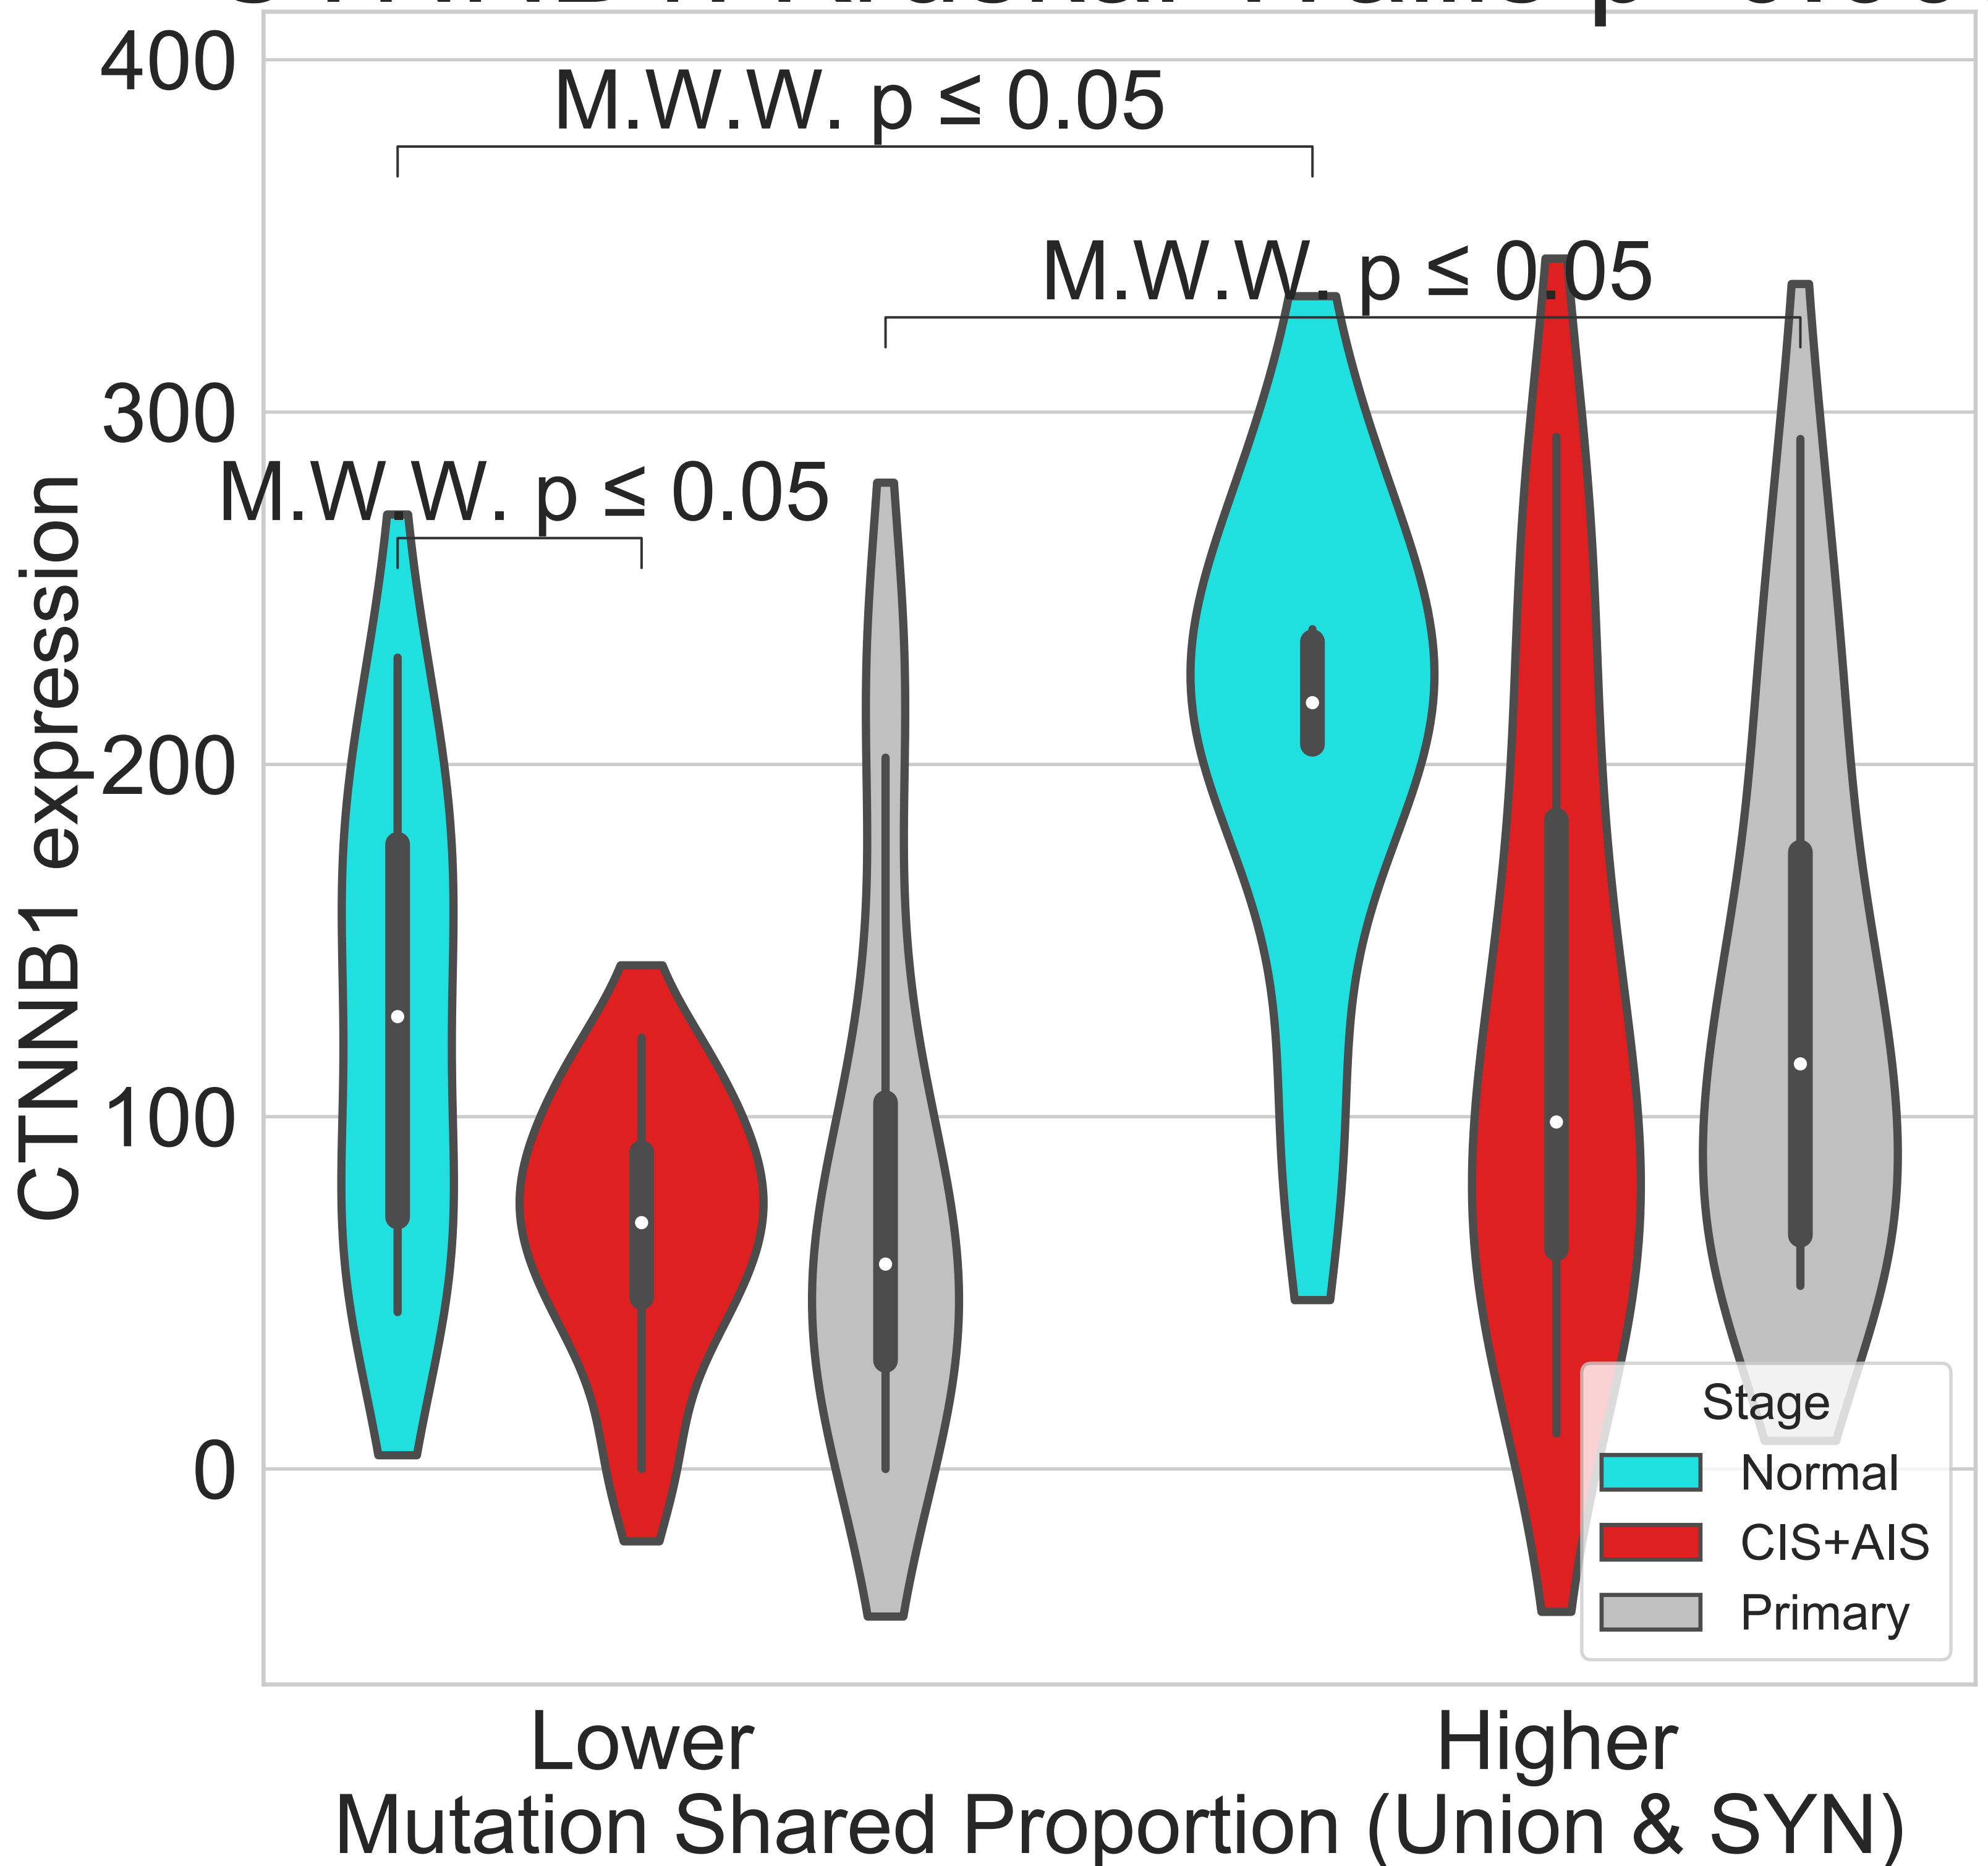 400
M.W.W. p ≤ 0.05
M.W.W. p ≤ 0.05
300
M.W.W. p ≤ 0.05
CTNNB1 expression
200
100
0
Stage
Normal
CIS+AIS
Primary
Lower
Higher
Mutation Shared Proportion (Union & SYN)